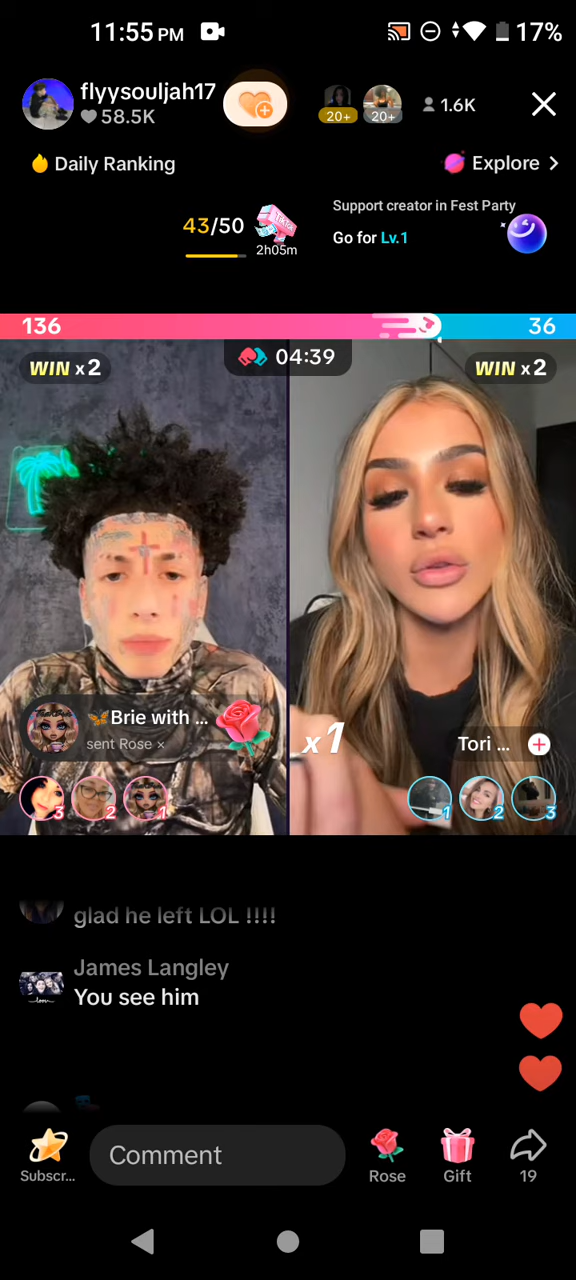 11:55 PM
17%
flyysouljah17
58.5K
20+
20+
1.6K
Daily Ranking
Explore
43/50
TikTok
2h05m
Support creator in Fest Party
Go for Lv.1
136
36
WIN x2
04:39
WIN x2
Brie with ...
sent Rose ×
x1
Tori ...
3
2
1
1
2
3
glad he left LOL !!!!
James Langley
You see him
Subscr...
Comment
Rose
Gift
19